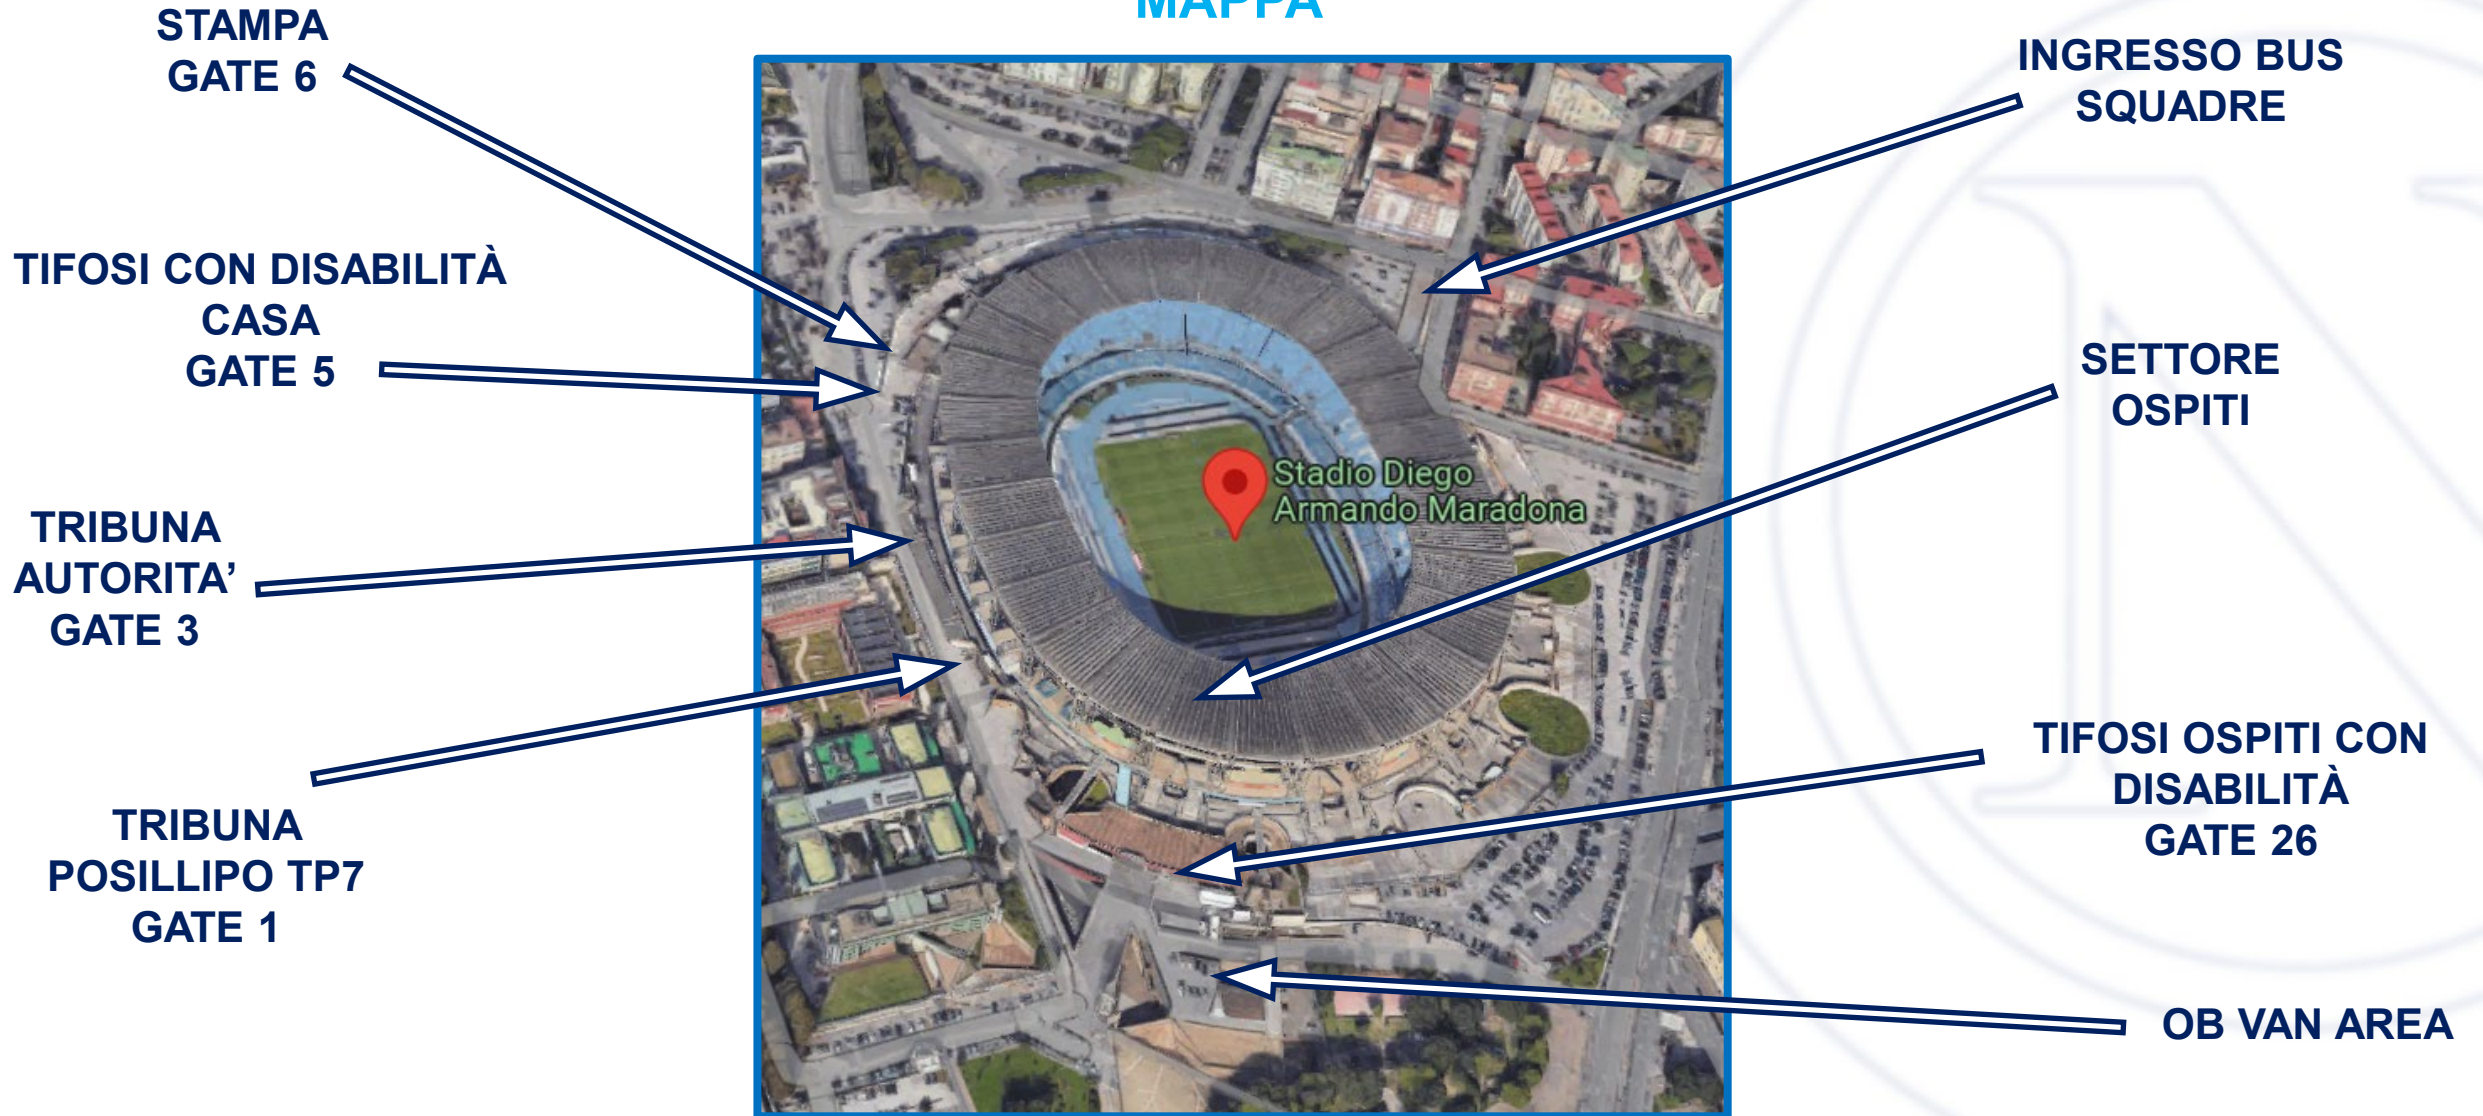 MAPPA
STAMPA
GATE 6
TIFOSI CON DISABILITÀ
CASA
GATE 5
TRIBUNA
AUTORITA’
GATE 3
TRIBUNA
POSILLIPO TP7
GATE 1
Stadio Diego
Armando Maradona
INGRESSO BUS
SQUADRE
SETTORE
OSPITI
TIFOSI OSPITI CON
DISABILITÀ
GATE 26
OB VAN AREA